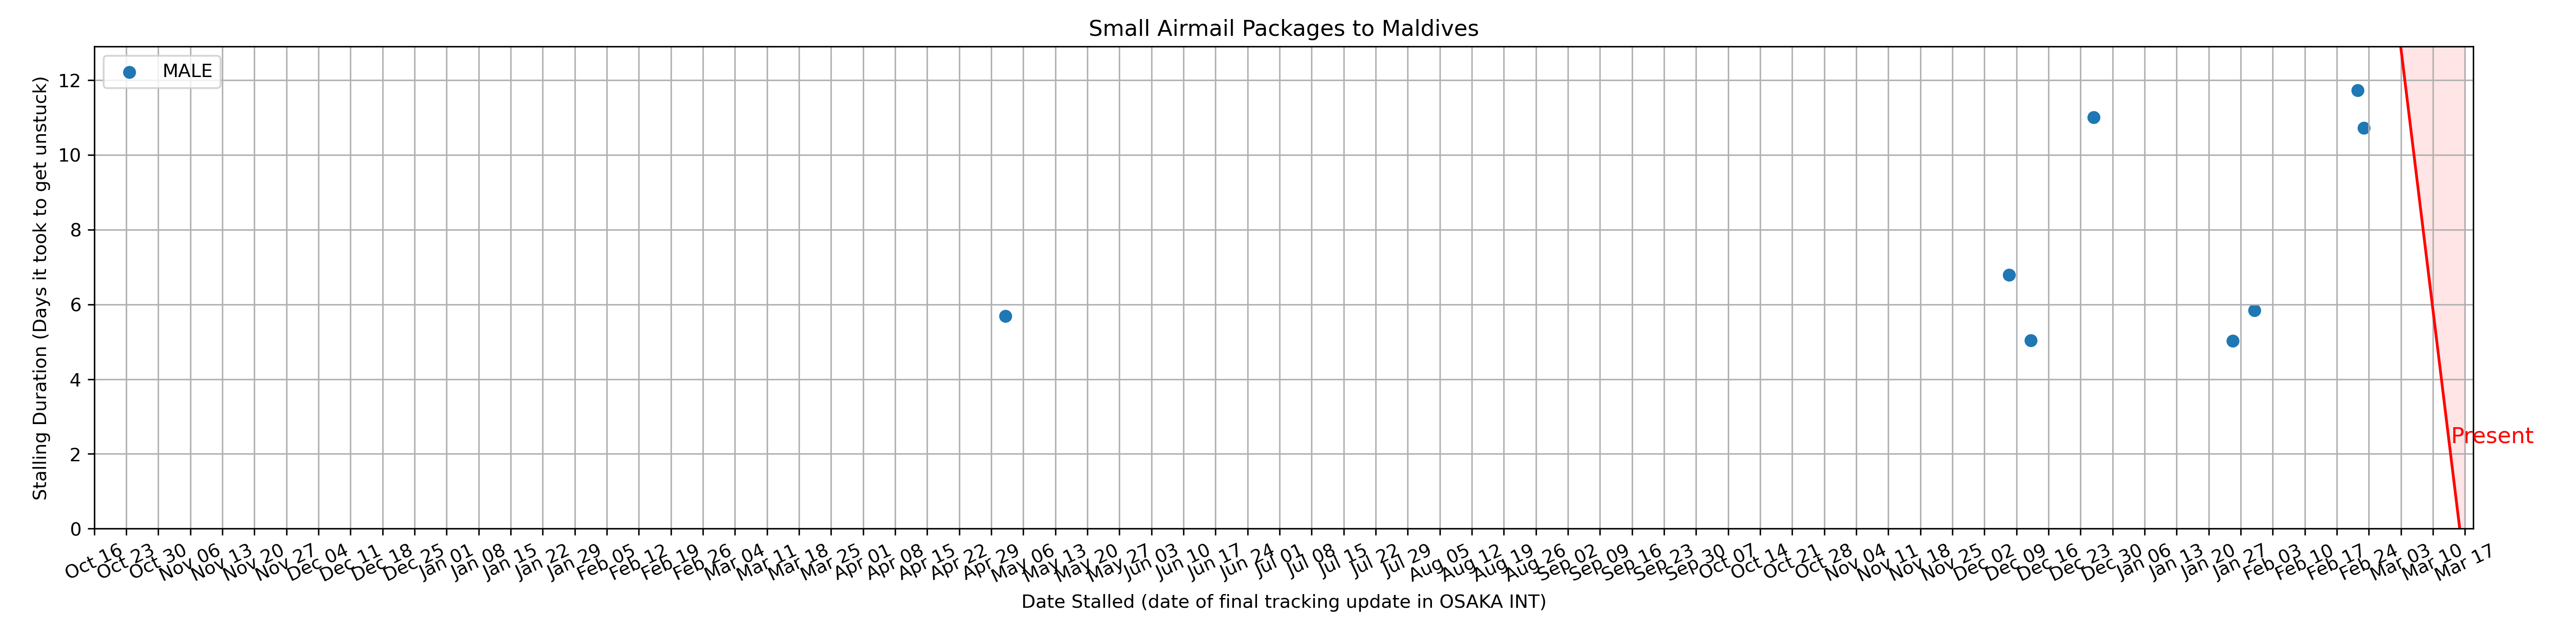 Small Airmail Packages to Maldives
MALE
Stalling Duration (Days it took to get unstuck)
12
10
8
6
4
2
0
Present
Oct 16 Oct 23 Oct 30 Nov 06 Nov 13 Nov 20 Nov 27 Dec 04 Dec 11 Dec 18 Dec 25 Jan 01 Jan 08 Jan 15 Jan 22 Jan 29 Feb 05 Feb 12 Feb 19 Feb 26 Mar 04 Mar 11 Mar 18 Mar 25 Apr 01 Apr 08 Apr 15 Apr 22 Apr 29 May 06 May 13 May 20 May 27 Jun 03 Jun 10 Jun 17 Jun 24 Jul 01 Jul 08 Jul 15 Jul 22 Jul 29 Aug 05 Aug 12 Aug 19 Aug 26 Sep 02 Sep 09 Sep 16 Sep 23 Sep 30 Oct 07 Oct 14 Oct 21 Oct 28 Nov 04 Nov 11 Nov 18 Nov 25 Dec 02 Dec 09 Dec 16 Dec 23 Dec 30 Jan 06 Jan 13 Jan 20 Jan 27 Feb 03 Feb 10 Feb 17 Feb 24 Mar 03 Mar 10 Mar 17
Date Stalled (date of final tracking update in OSAKA INT)